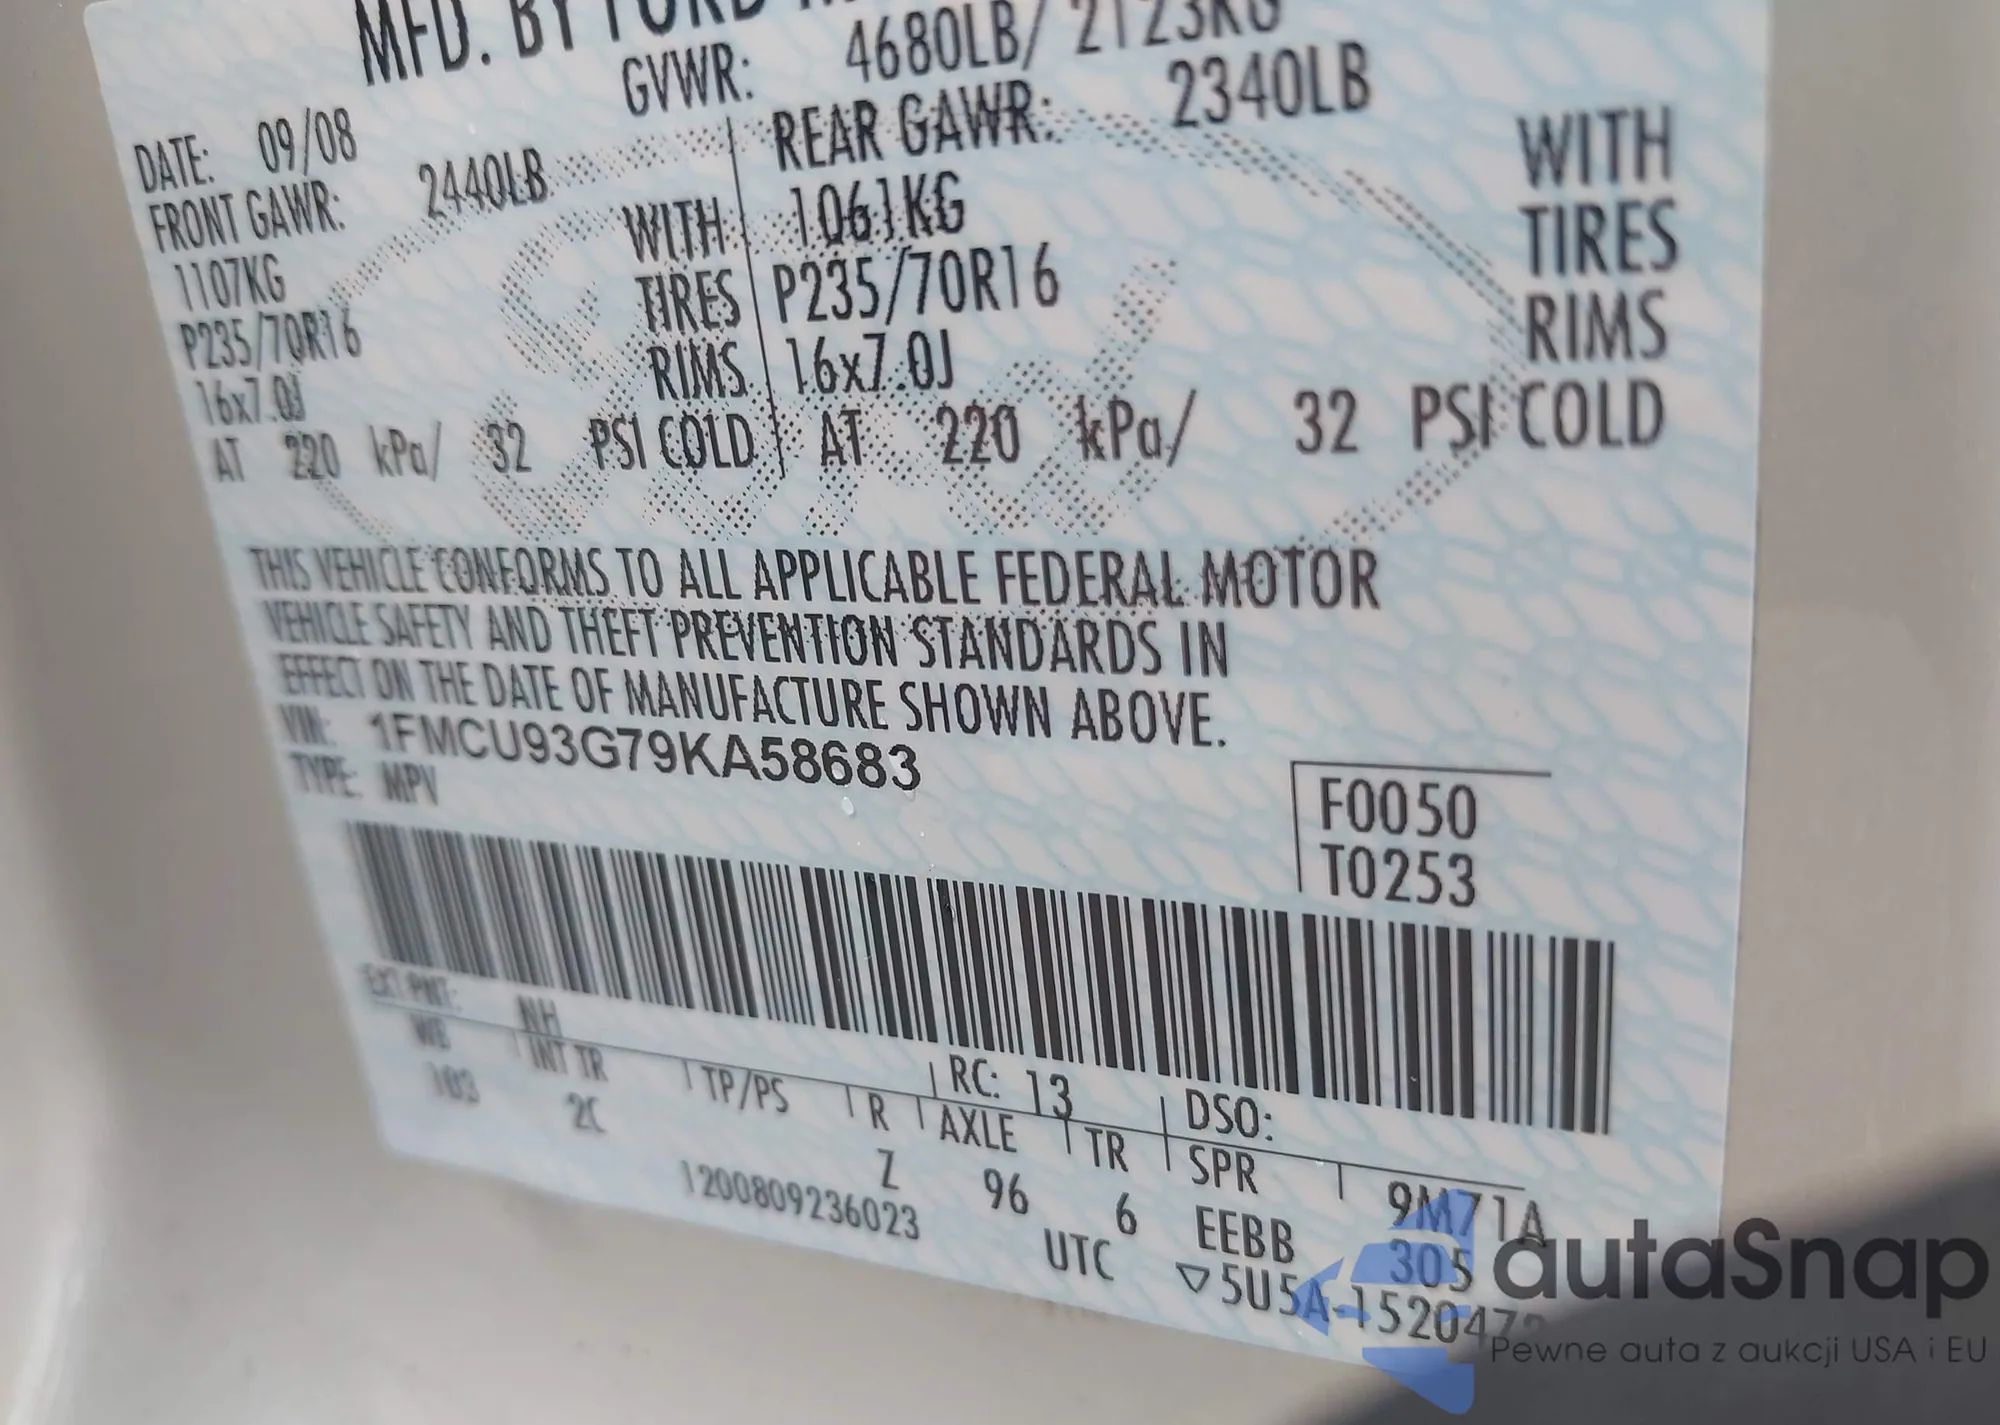 MFD. BY FORD
GVWR: 4680LB/ 2123KG
DATE: 09/08
FRONT GAWR: 2440LB
1107KG WITH
P235/70R16 TIRES
16x7.0J RIMS
AT 220 kPa/ 32 PSI COLD
REAR GAWR: 2340LB
1061KG WITH
P235/70R16 TIRES
16x7.0J RIMS
AT 220 kPa/ 32 PSI COLD
THIS VEHICLE CONFORMS TO ALL APPLICABLE FEDERAL MOTOR
VEHICLE SAFETY AND THEFT PREVENTION STANDARDS IN
EFFECT ON THE DATE OF MANUFACTURE SHOWN ABOVE.
VIN: 1FMCU93G79KA58683
TYPE: MPV
F0050
T0253
EXT PNT: NH RC: 13 DSO:
WB INT TR TP/PS R AXLE TR SPR 9M71A
103 2C Z 96 6 EEBB 305
1200809236023 UTC ▽5U5A-1520472
autaSnap
Pewne auta z aukcji USA i EU